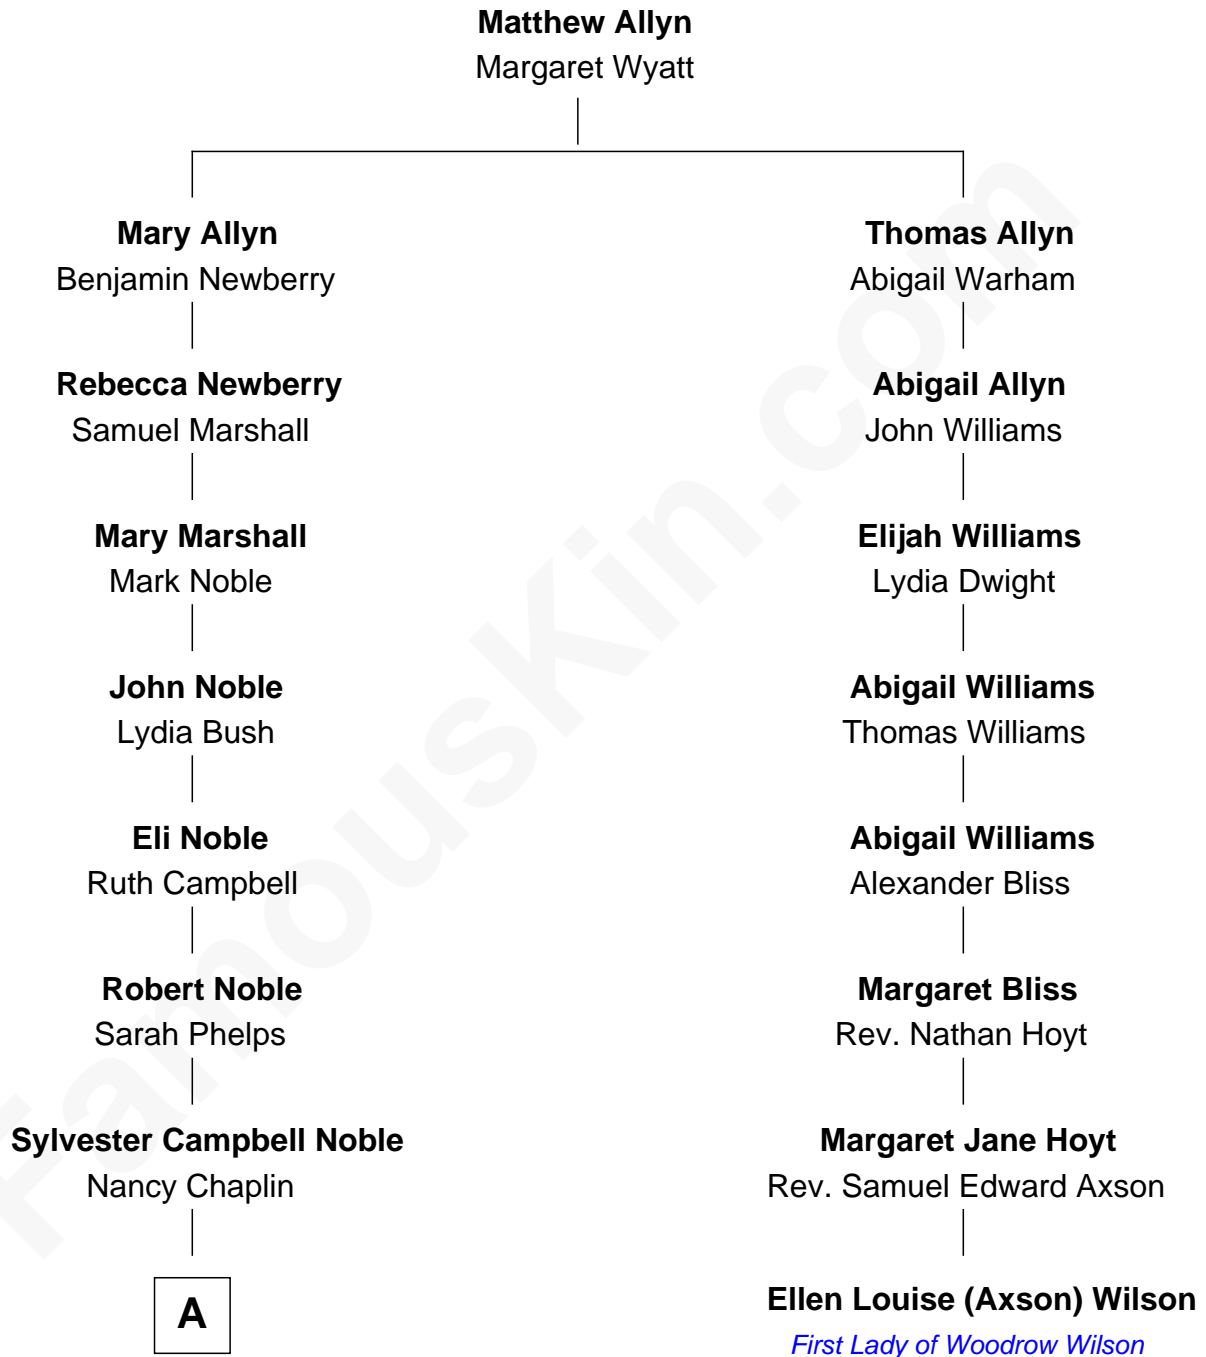 Matthew Allyn
Margaret Wyatt
Mary Allyn
Benjamin Newberry
Thomas Allyn
Abigail Warham
Rebecca Newberry
Samuel Marshall
Abigail Allyn
John Williams
Mary Marshall
Mark Noble
Elijah Williams
Lydia Dwight
John Noble
Lydia Bush
Abigail Williams
Thomas Williams
Eli Noble
Ruth Campbell
Abigail Williams
Alexander Bliss
Robert Noble
Sarah Phelps
Margaret Bliss
Rev. Nathan Hoyt
Sylvester Campbell Noble
Nancy Chaplin
Margaret Jane Hoyt
Rev. Samuel Edward Axson
A
Ellen Louise (Axson) Wilson
First Lady of Woodrow Wilson
FamousKin.com